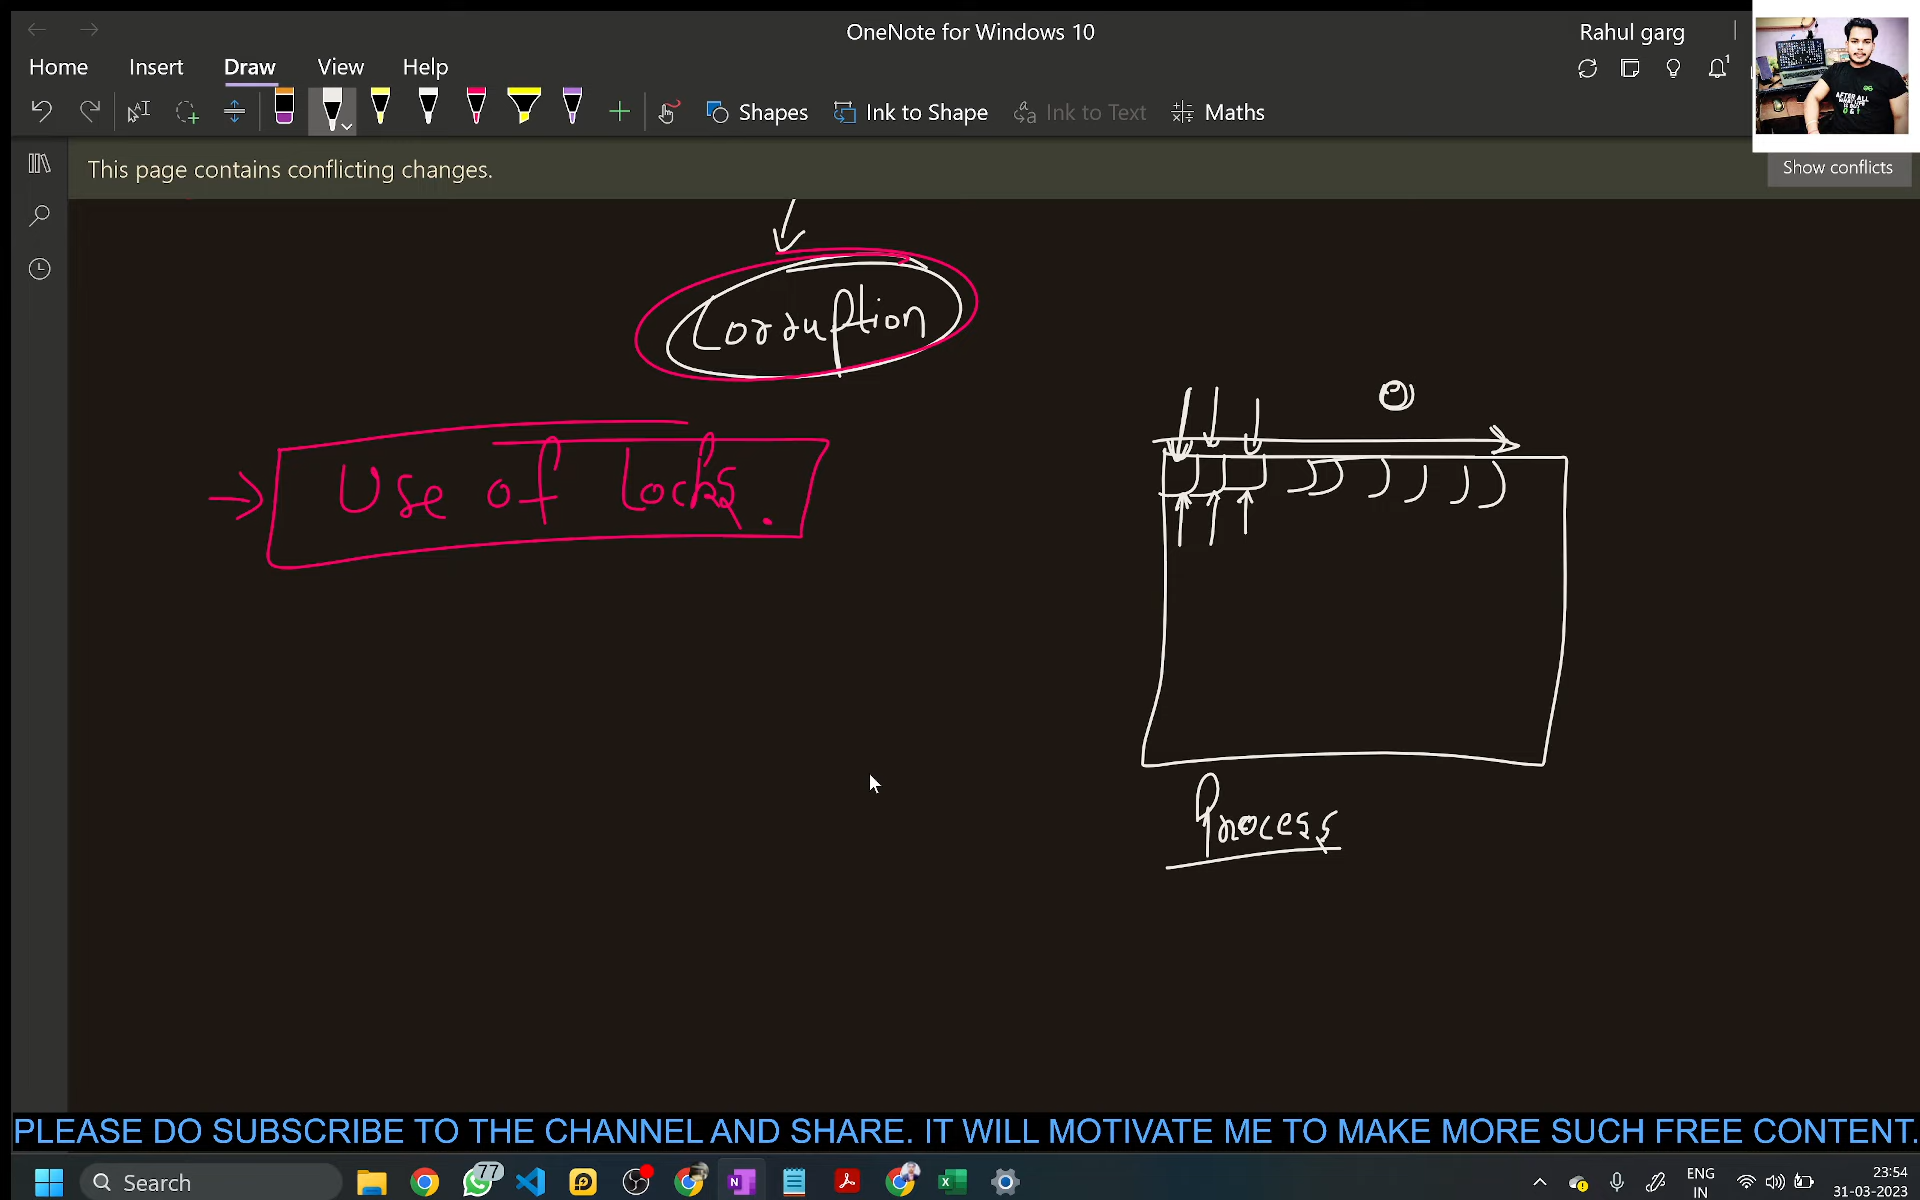 OneNote for Windows 10
Rahul garg
Home Insert Draw View Help
Shapes Ink to Shape Ink to Text Maths
This page contains conflicting changes.
Show conflicts
Corruption
Use of locks.
Process
PLEASE DO SUBSCRIBE TO THE CHANNEL AND SHARE. IT WILL MOTIVATE ME TO MAKE MORE SUCH FREE CONTENT.
Search
77
ENG
IN
23:54
31-03-2023